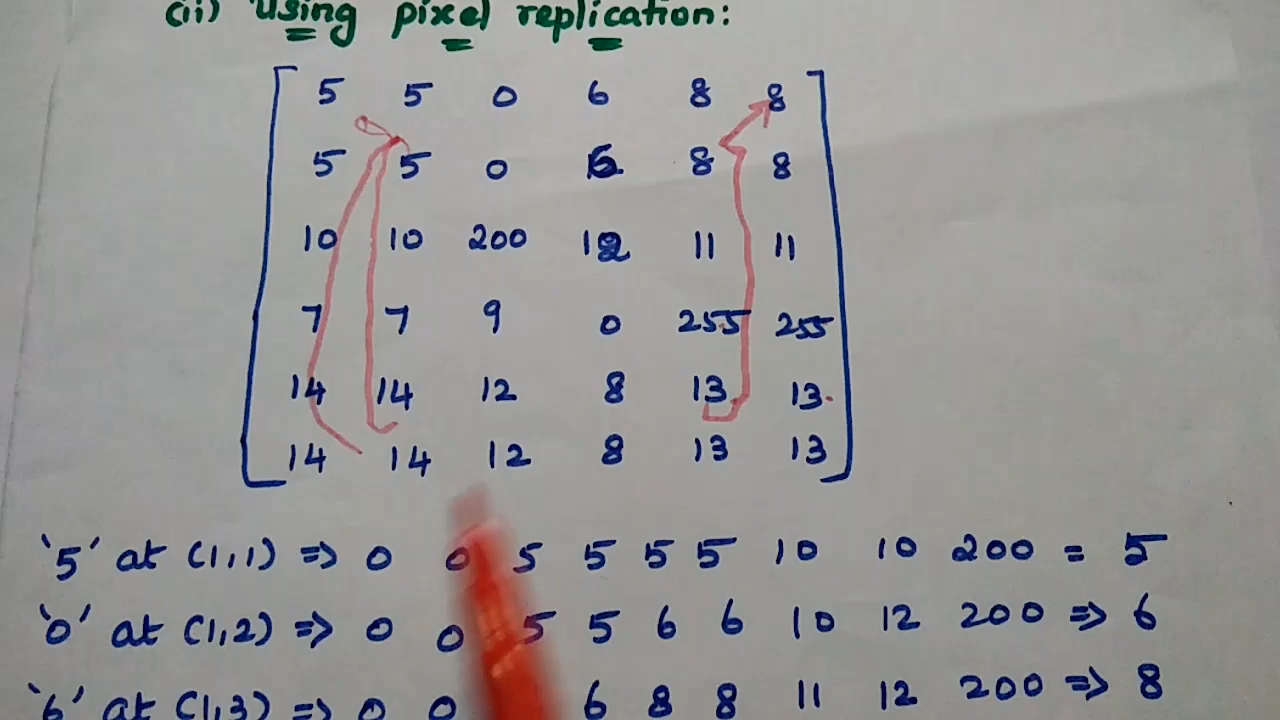 (ii) Using pixel replication:
5 5 0 6 8 8
5 5 0 6 8 8
10 10 200 12 11 11
7 7 9 0 255 255
14 14 12 8 13 13
14 14 12 8 13 13
'5' at (1,1) => 0 0 5 5 5 5 10 10 200 = 5
'0' at (1,2) => 0 0 5 5 6 6 10 12 200 => 6
'6' at (1,3) => 0 0 6 8 8 11 12 200 => 8